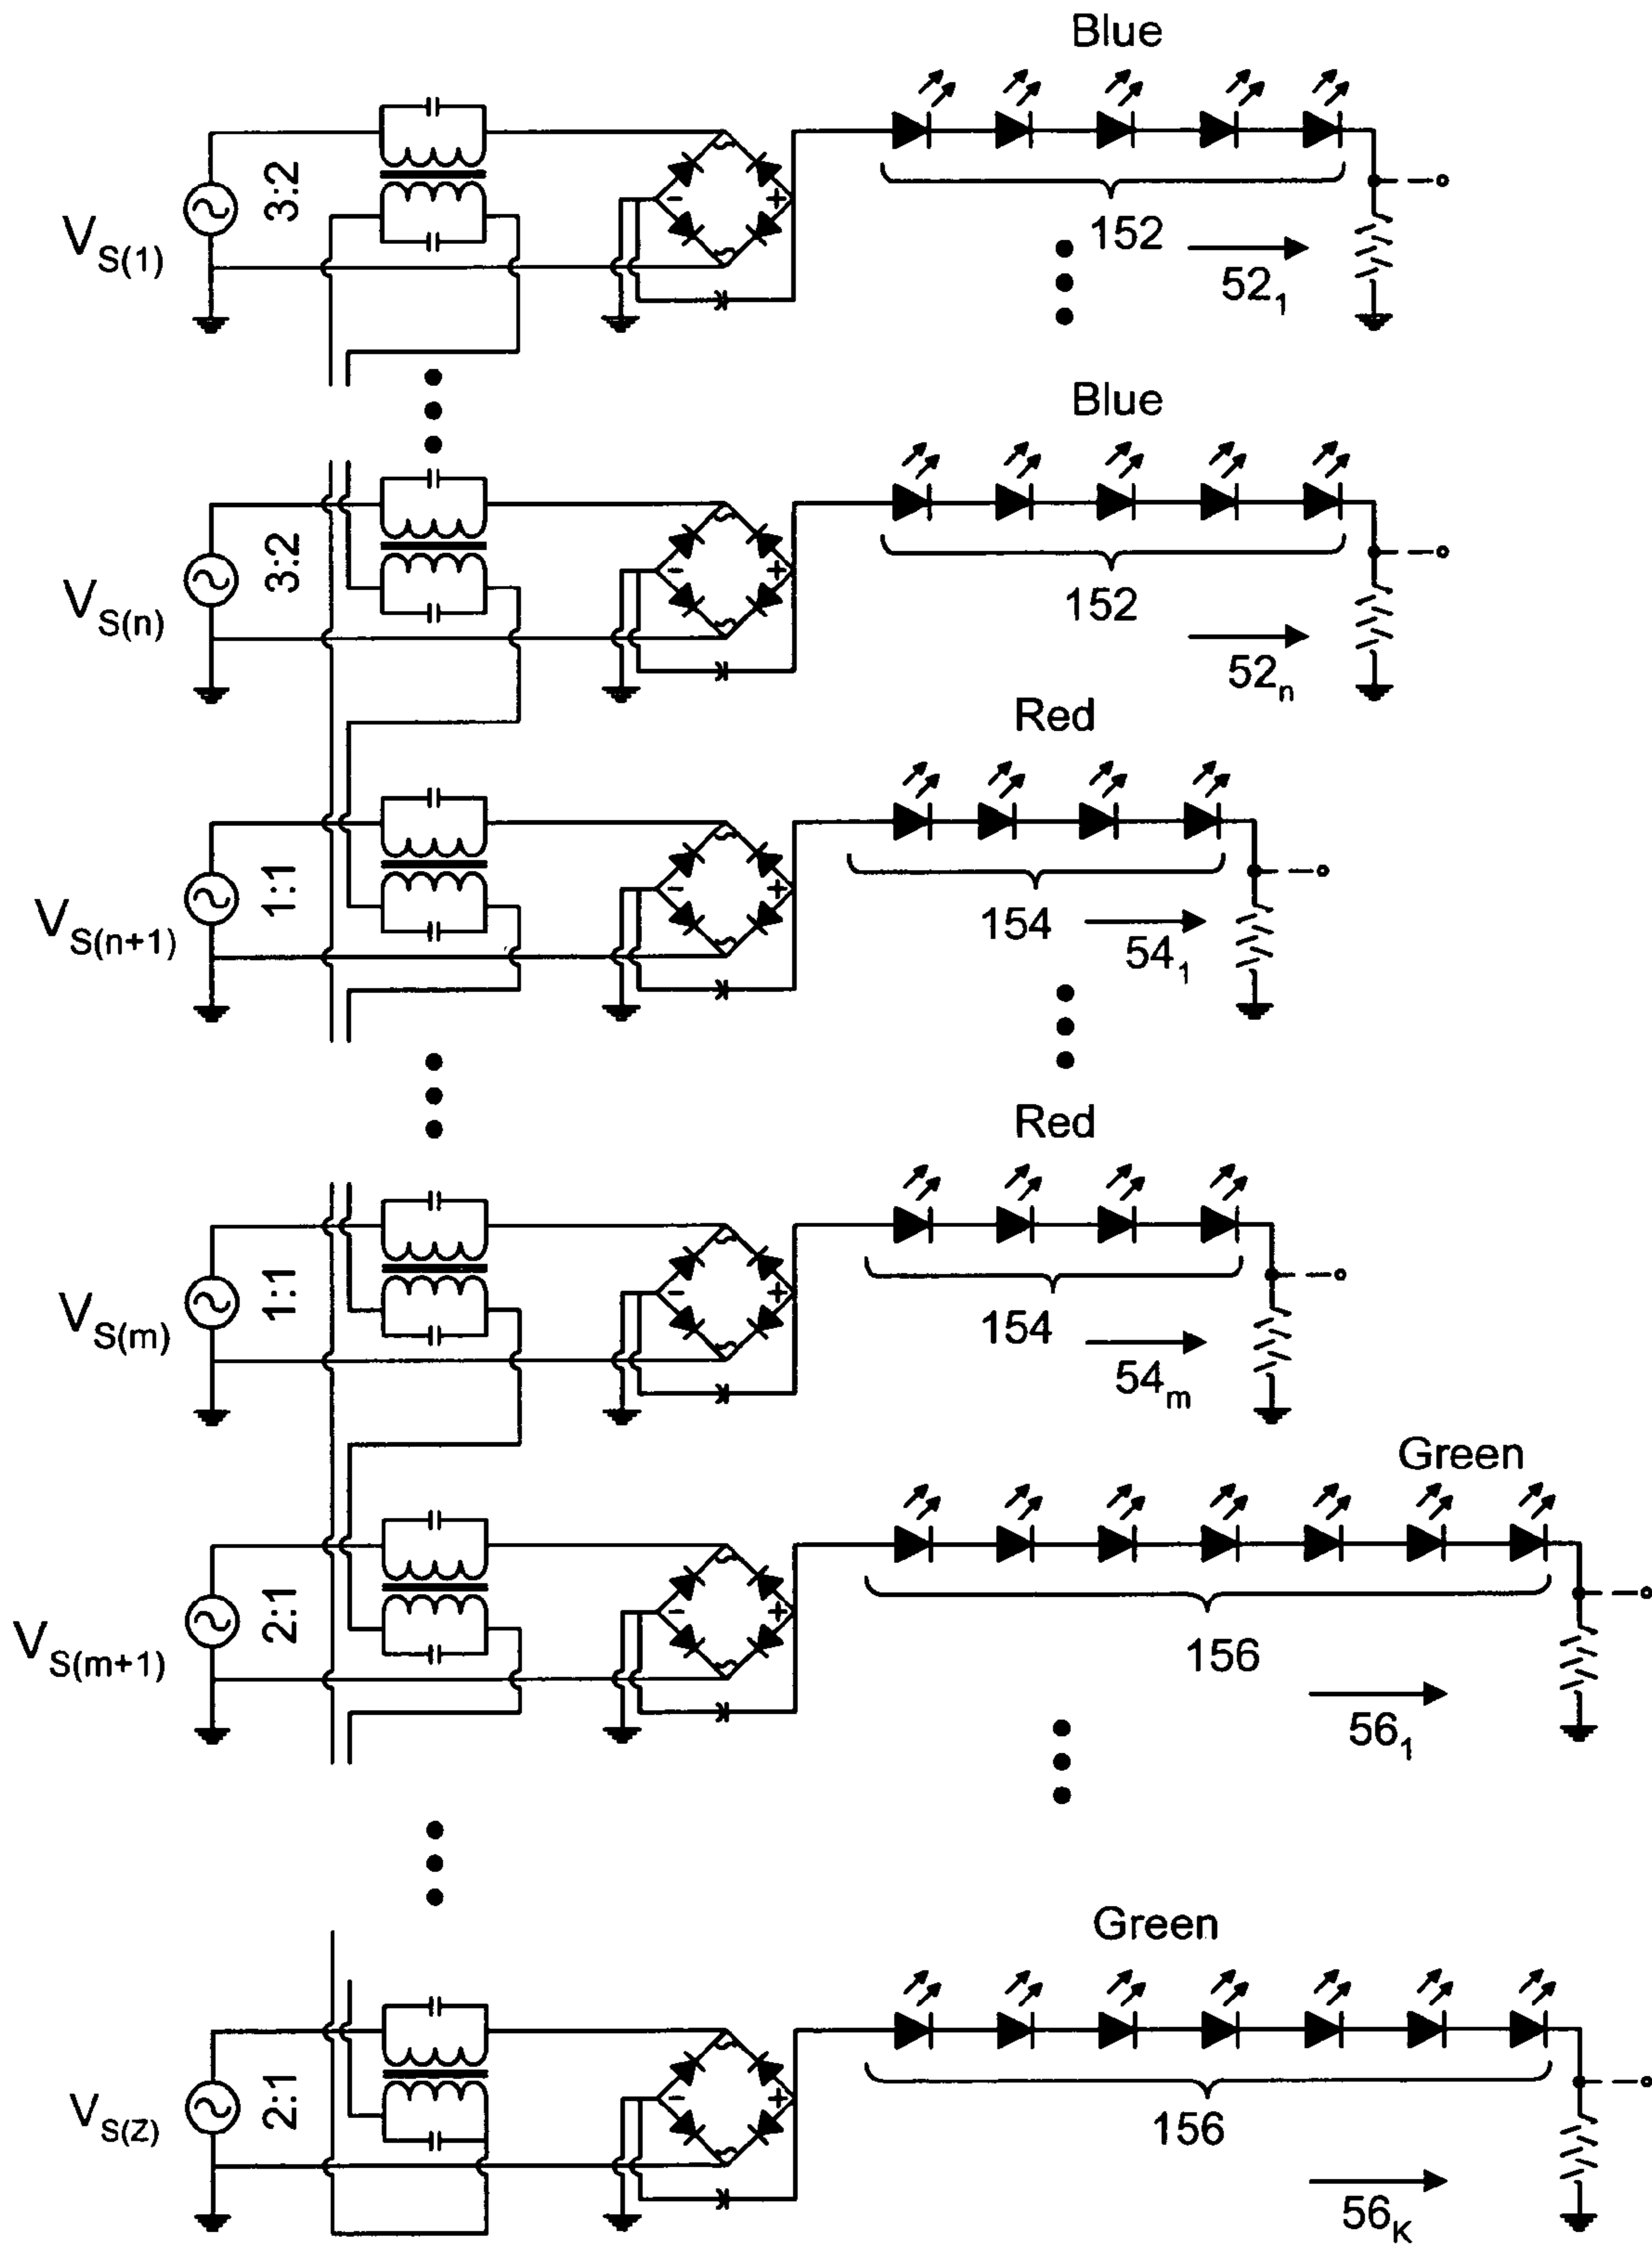 Blue
V_S(1)
3:2
- +
152
52_1
Blue
V_S(n)
3:2
- +
152
52_n
Red
V_S(n+1)
1:1
- +
154
54_1
Red
V_S(m)
1:1
- +
154
54_m
Green
V_S(m+1)
2:1
- +
156
56_1
Green
V_S(Z)
2:1
- +
156
56_K